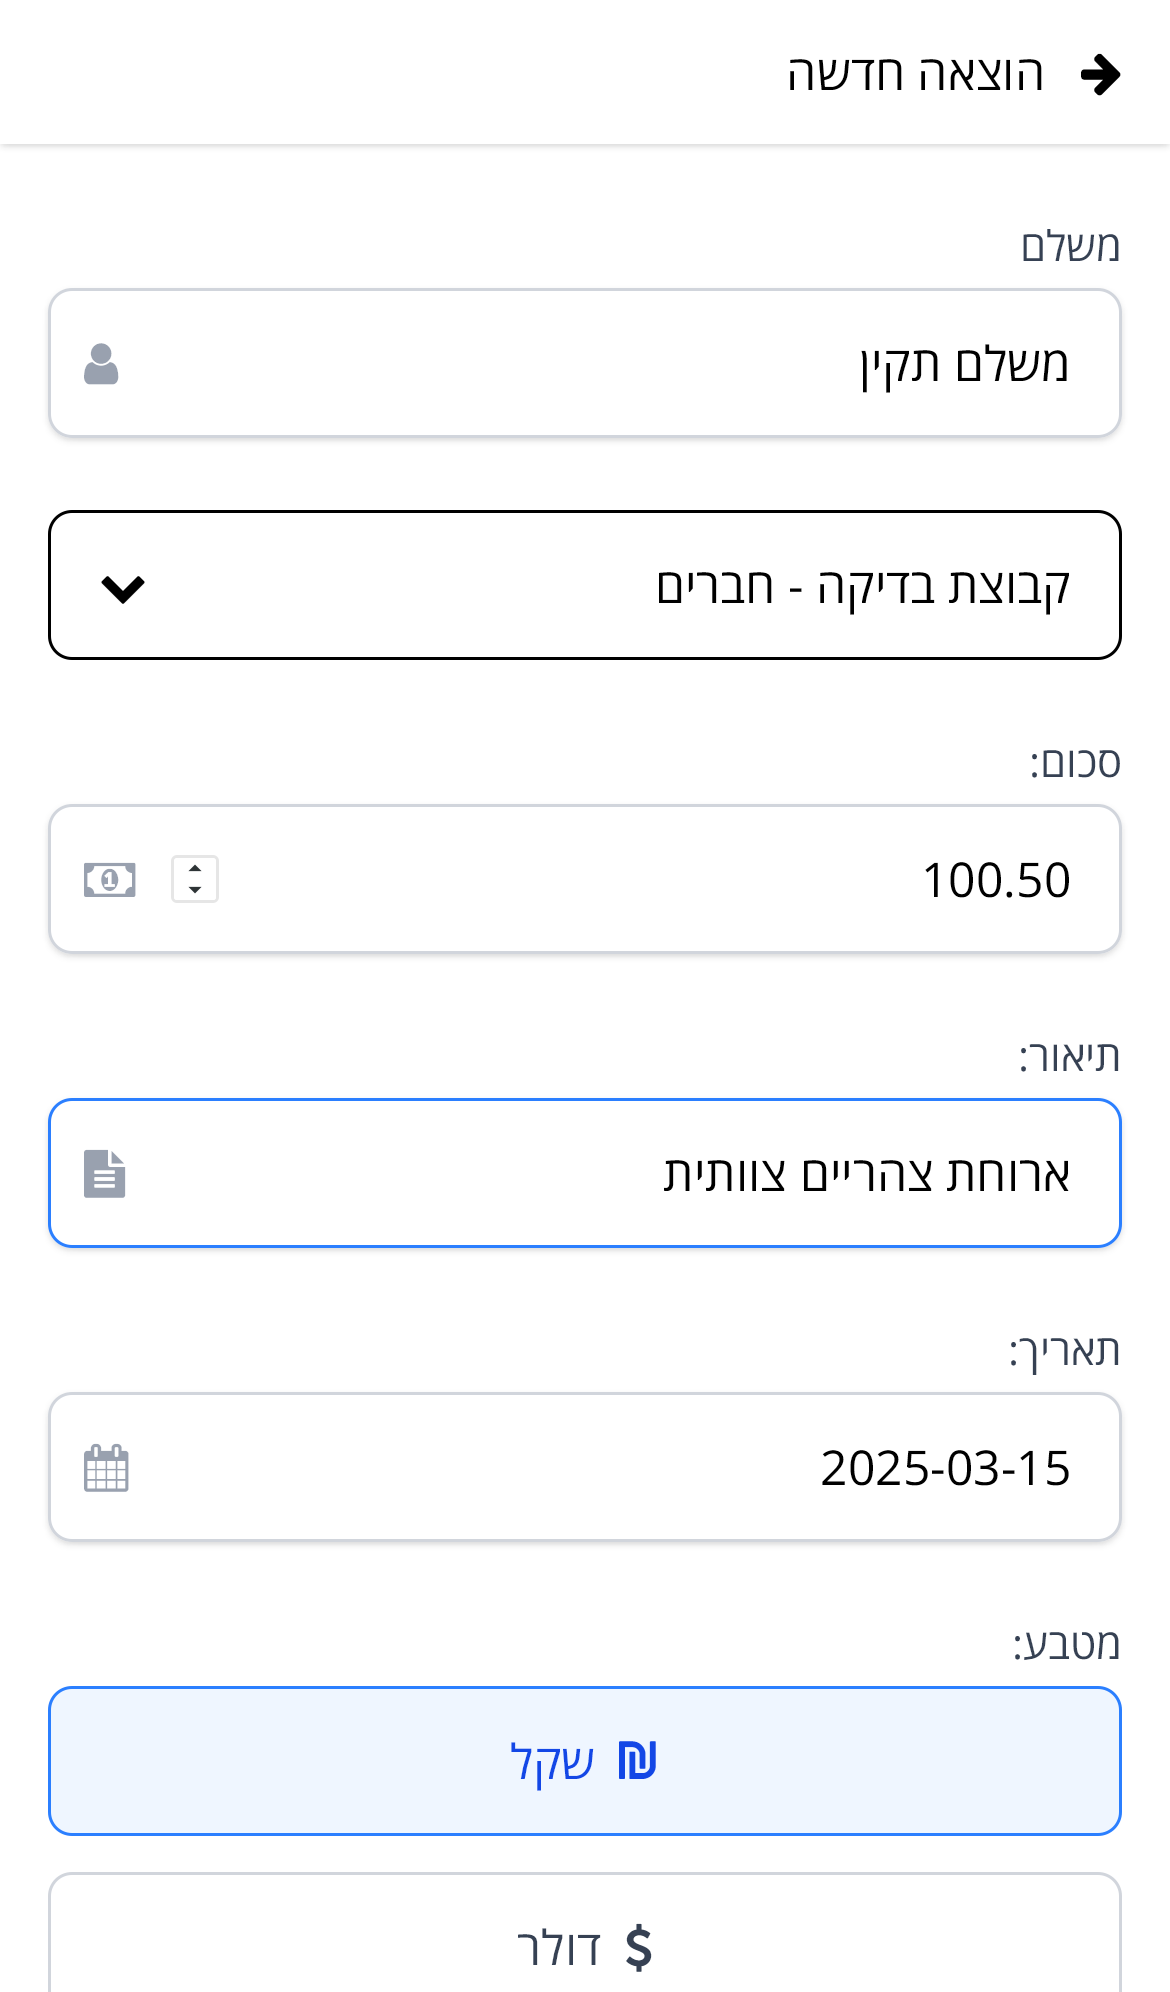 הוצאה חדשה
משלם
משלם תקין
קבוצת בדיקה - חברים
סכום:
100.50
תיאור:
ארוחת צהריים צוותית
תאריך:
2025-03-15
מטבע:
₪ שקל
$ דולר